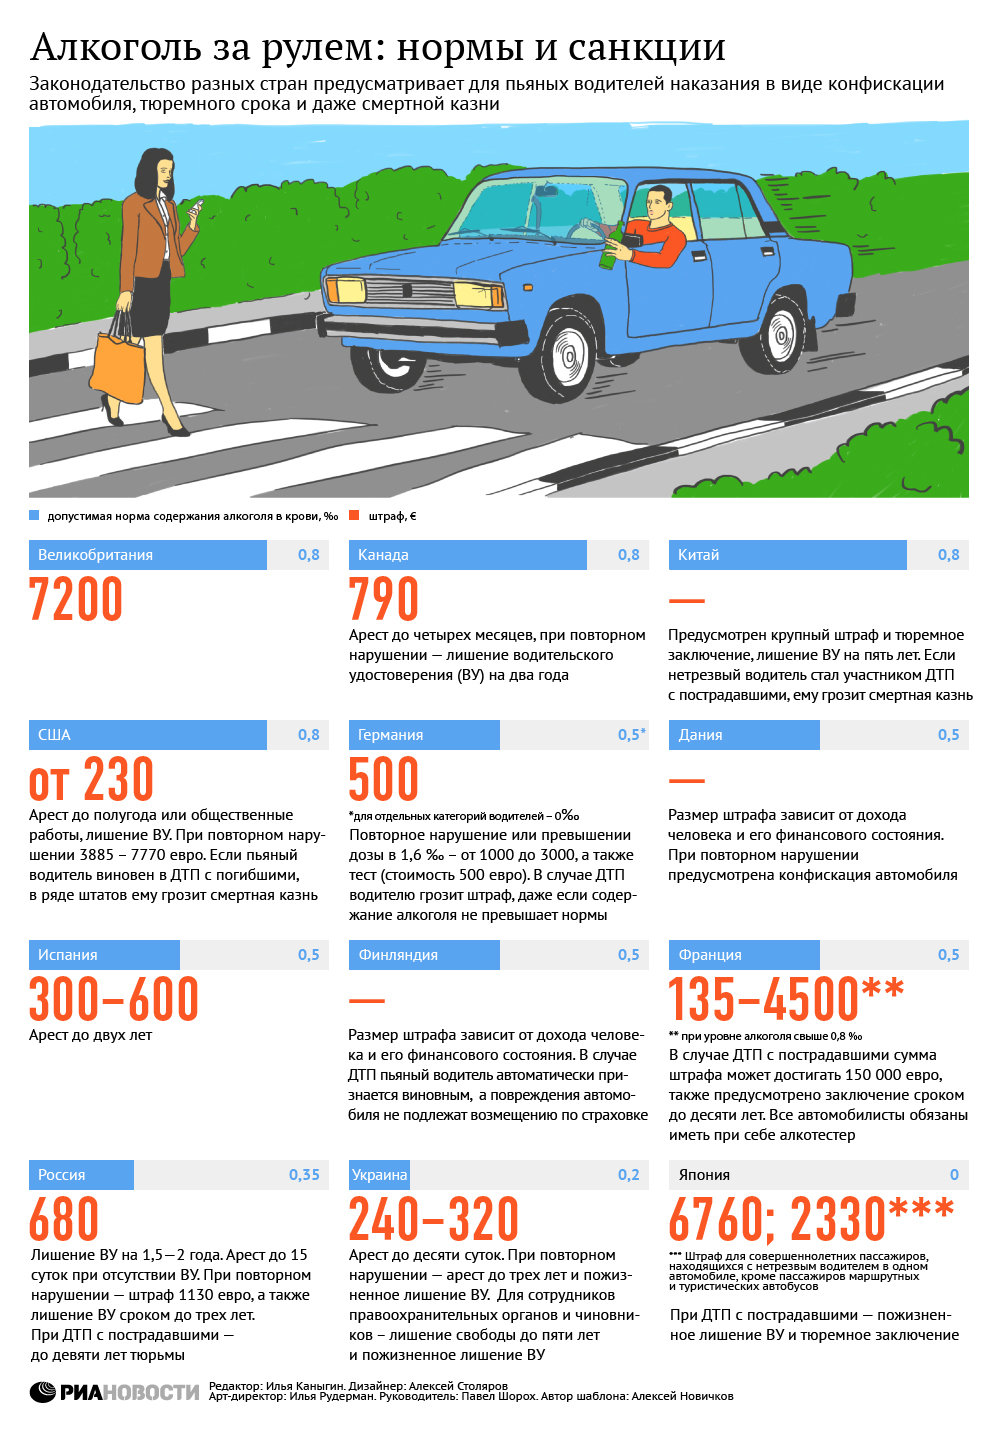 Алкоголь за рулем: нормы и санкции
Законодательство разных стран предусматривает для пьяных водителей наказания в виде конфискации
автомобиля, тюремного срока и даже смертной казни
допустимая норма содержания алкоголя в крови, ‰
штраф, €
Великобритания 0,8
7200
Канада 0,8
790
Арест до четырех месяцев, при повторном
нарушении — лишение водительского
удостоверения (ВУ) на два года
Китай 0,8
—
Предусмотрен крупный штраф и тюремное
заключение, лишение ВУ на пять лет. Если
нетрезвый водитель стал участником ДТП
с пострадавшими, ему грозит смертная казнь
США 0,8
от 230
Арест до полугода или общественные
работы, лишение ВУ. При повторном нару-
шении 3885 – 7770 евро. Если пьяный
водитель виновен в ДТП с погибшими,
в ряде штатов ему грозит смертная казнь
Германия 0,5*
500
*для отдельных категорий водителей – 0‰
Повторное нарушение или превышении
дозы в 1,6 ‰ – от 1000 до 3000, а также
тест (стоимость 500 евро). В случае ДТП
водителю грозит штраф, даже если содер-
жание алкоголя не превышает нормы
Дания 0,5
—
Размер штрафа зависит от дохода
человека и его финансового состояния.
При повторном нарушении
предусмотрена конфискация автомобиля
Испания 0,5
300–600
Арест до двух лет
Финляндия 0,5
—
Размер штрафа зависит от дохода челове-
ка и его финансового состояния. В случае
ДТП пьяный водитель автоматически при-
знается виновным, а повреждения автомо-
биля не подлежат возмещению по страховке
Франция 0,5
135–4500**
** при уровне алкоголя свыше 0,8 ‰
В случае ДТП с пострадавшими сумма
штрафа может достигать 150 000 евро,
также предусмотрено заключение сроком
до десяти лет. Все автомобилисты обязаны
иметь при себе алкотестер
Россия 0,35
680
Лишение ВУ на 1,5—2 года. Арест до 15
суток при отсутствии ВУ. При повторном
нарушении — штраф 1130 евро, а также
лишение ВУ сроком до трех лет.
При ДТП с пострадавшими —
до девяти лет тюрьмы
Украина 0,2
240–320
Арест до десяти суток. При повторном
нарушении — арест до трех лет и пожиз-
ненное лишение ВУ. Для сотрудников
правоохранительных органов и чиновни-
ков – лишение свободы до пяти лет
и пожизненное лишение ВУ
Япония 0
6760; 2330***
*** Штраф для совершеннолетних пассажиров,
находящихся с нетрезвым водителем в одном
автомобиле, кроме пассажиров маршрутных
и туристических автобусов
При ДТП с пострадавшими — пожизнен-
ное лишение ВУ и тюремное заключение
РИАНОВОСТИ
Редактор: Илья Каныгин. Дизайнер: Алексей Столяров
Арт-директор: Илья Рудерман. Руководитель: Павел Шорох. Автор шаблона: Алексей Новичков